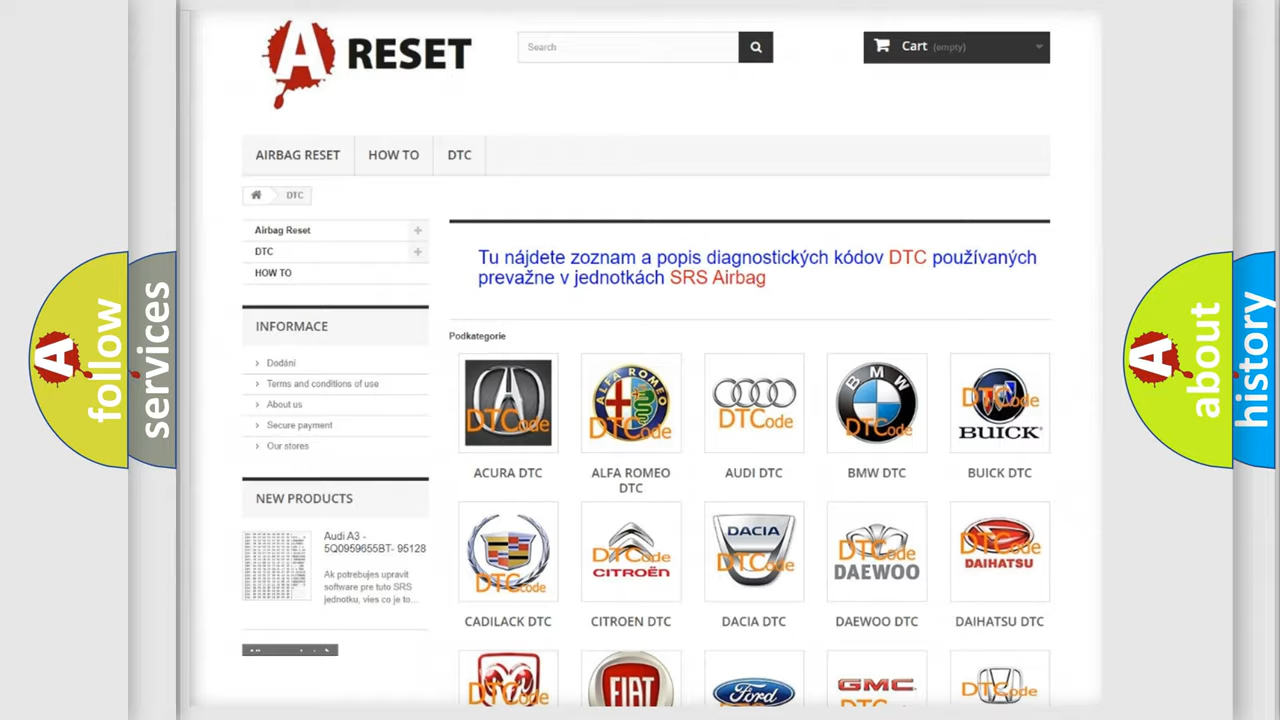 A RESET
Search
Cart (empty)
AIRBAG RESET
HOW TO
DTC
DTC
Airbag Reset
DTC
HOW TO
INFORMACE
Dodání
Terms and conditions of use
About us
Secure payment
Our stores
NEW PRODUCTS
Audi A3 -
5Q0959655BT- 95128
Ak potrebujes upravit
software pre tuto SRS
jednotku, vies co je to...
Tu nájdete zoznam a popis diagnostických kódov DTC používaných
prevažne v jednotkách SRS Airbag
Podkategorie
DTCode
ALFA ROMEO
DTCode
DTCode
BMW
DTCode
DTCode
BUICK
ACURA DTC
ALFA ROMEO
DTC
AUDI DTC
BMW DTC
BUICK DTC
DTCode
DTCode
CITROËN
DACIA
DTCode
DTCode
DAEWOO
DTCode
DAIHATSU
CADILACK DTC
CITROEN DTC
DACIA DTC
DAEWOO DTC
DAIHATSU DTC
DTCode
FIAT
Ford
GMC
DTCode
A follow
services
A about
history